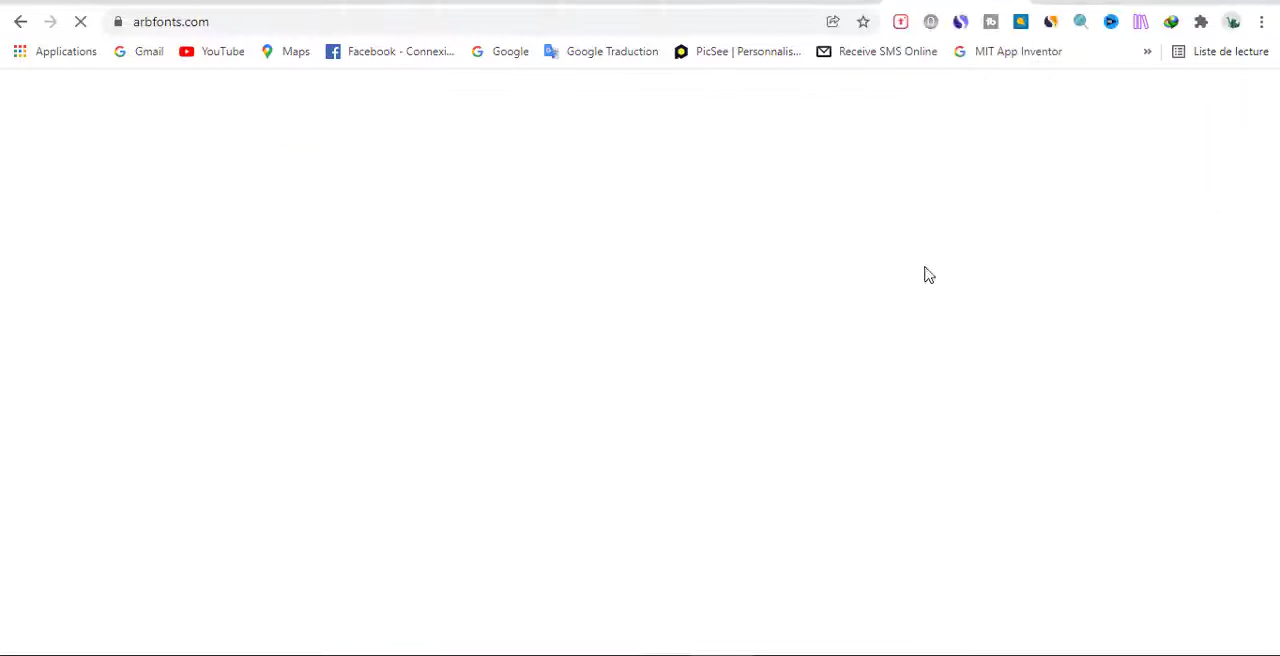 arbfonts.com
Applications Gmail YouTube Maps Facebook - Connexi... Google Google Traduction PicSee | Personnalis... Receive SMS Online MIT App Inventor » Liste de lecture